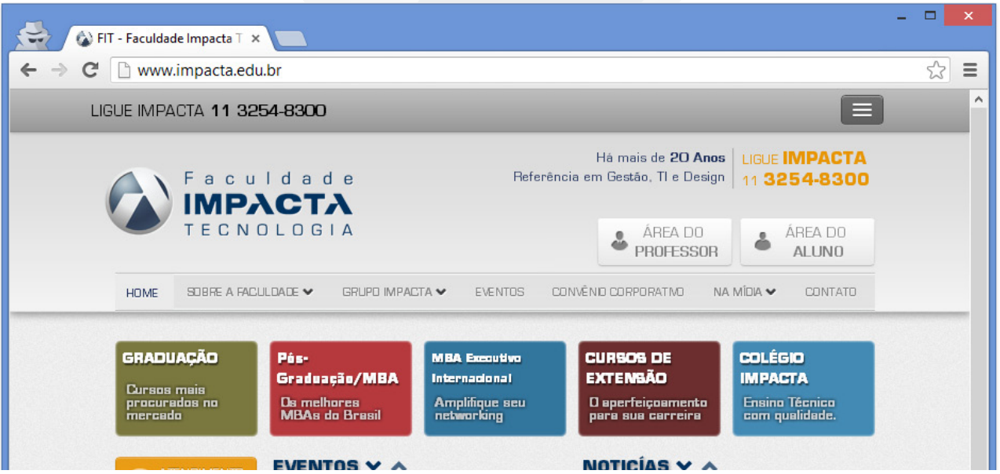 FIT - Faculdade Impacta T
www.impacta.edu.br
LIGUE IMPACTA 11 3254-8300
Há mais de 20 Anos
Referência em Gestão, TI e Design
LIGUE IMPACTA
11 3254-8300
Faculdade
IMPACTA
TECNOLOGIA
ÁREA DO
PROFESSOR
ÁREA DO
ALUNO
HOME SOBRE A FACULDADE GRUPO IMPACTA EVENTOS CONVÊNIO CORPORATIVO NA MÍDIA CONTATO
GRADUAÇÃO
Cursos mais
procurados no
mercado
Pós-
Graduação/MBA
Os melhores
MBAs do Brasil
MBA Executivo
Internacional
Amplifique seu
networking
CURSOS DE
EXTENSÃO
O aperfeiçoamento
para sua carreira
COLÉGIO
IMPACTA
Ensino Técnico
com qualidade.
EVENTOS
NOTICÍAS